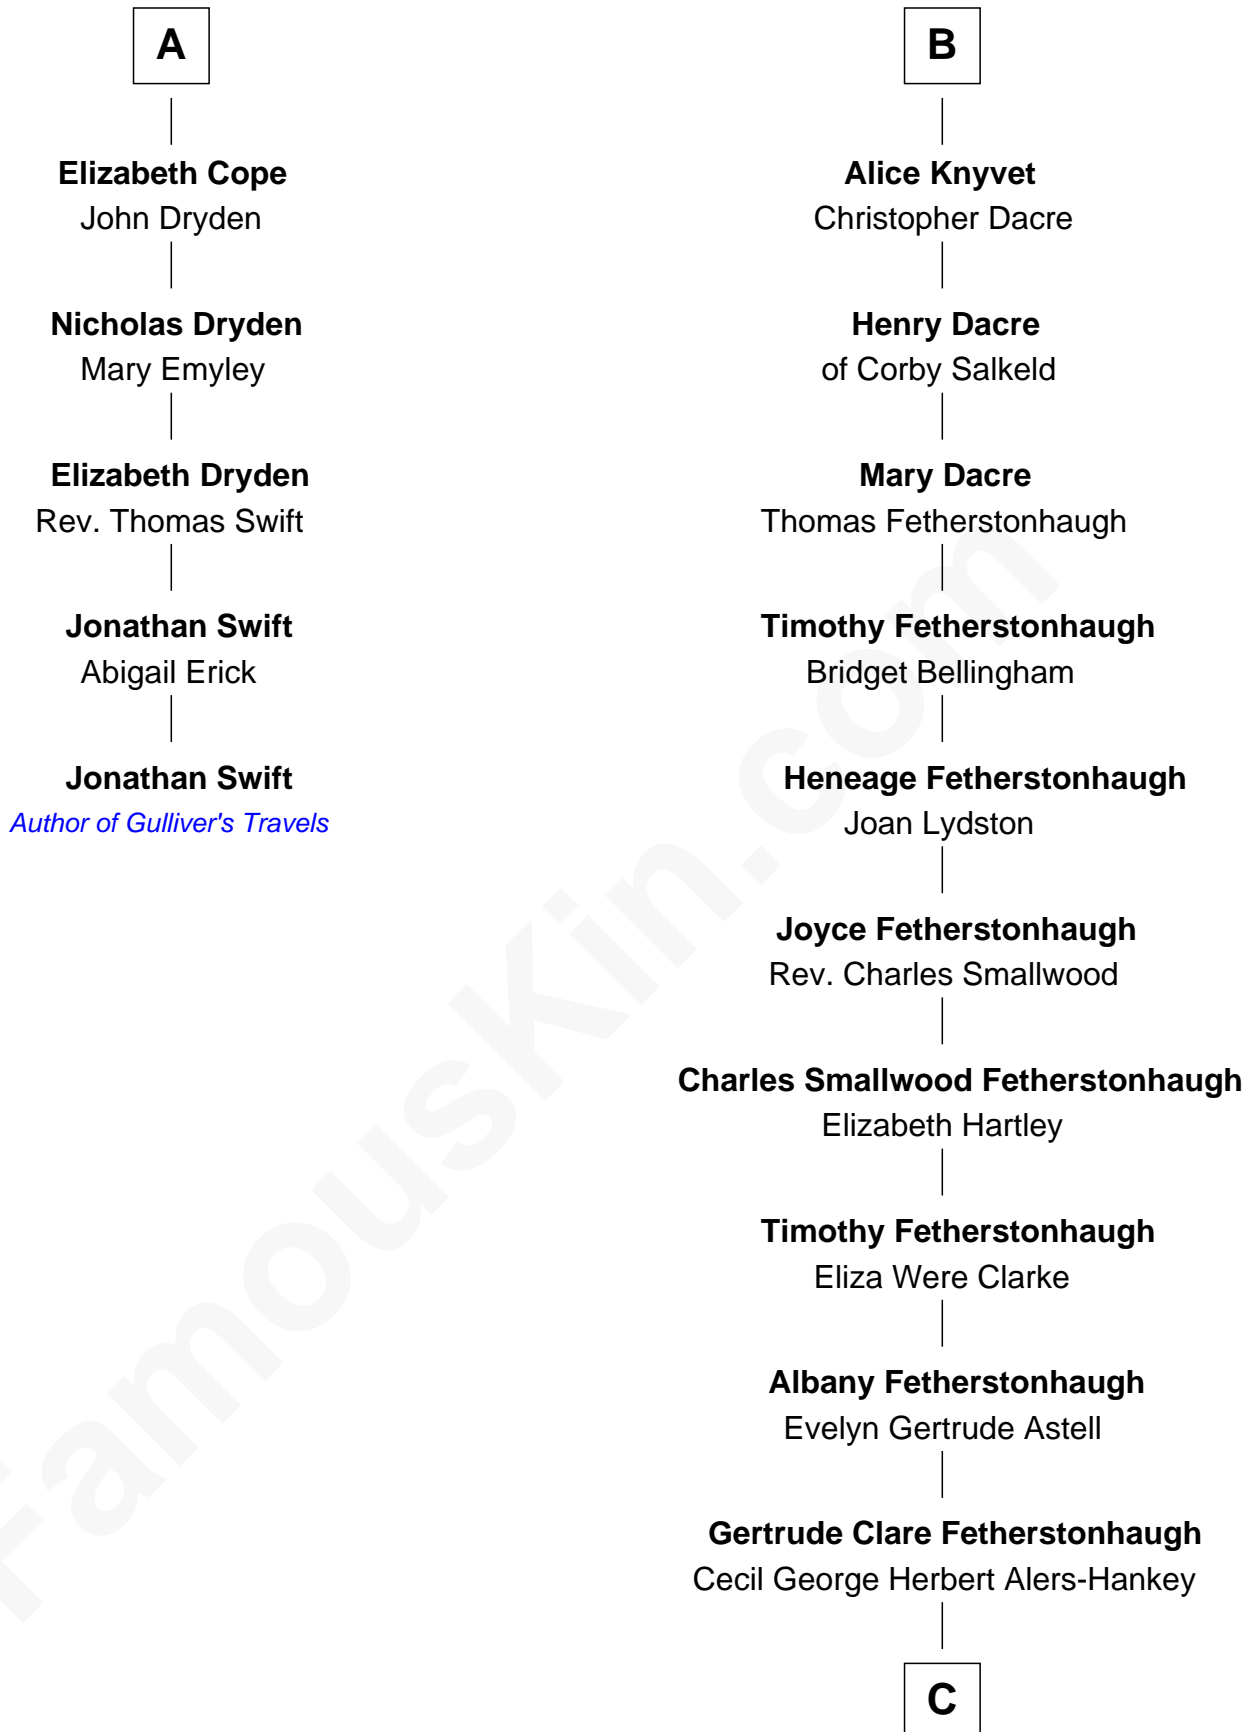 A
Elizabeth Cope
John Dryden
Nicholas Dryden
Mary Emyley
Elizabeth Dryden
Rev. Thomas Swift
Jonathan Swift
Abigail Erick
Jonathan Swift
Author of Gulliver's Travels
B
Alice Knyvet
Christopher Dacre
Henry Dacre
of Corby Salkeld
Mary Dacre
Thomas Fetherstonhaugh
Timothy Fetherstonhaugh
Bridget Bellingham
Heneage Fetherstonhaugh
Joan Lydston
Joyce Fetherstonhaugh
Rev. Charles Smallwood
Charles Smallwood Fetherstonhaugh
Elizabeth Hartley
Timothy Fetherstonhaugh
Eliza Were Clarke
Albany Fetherstonhaugh
Evelyn Gertrude Astell
Gertrude Clare Fetherstonhaugh
Cecil George Herbert Alers-Hankey
C
FamousKin.com